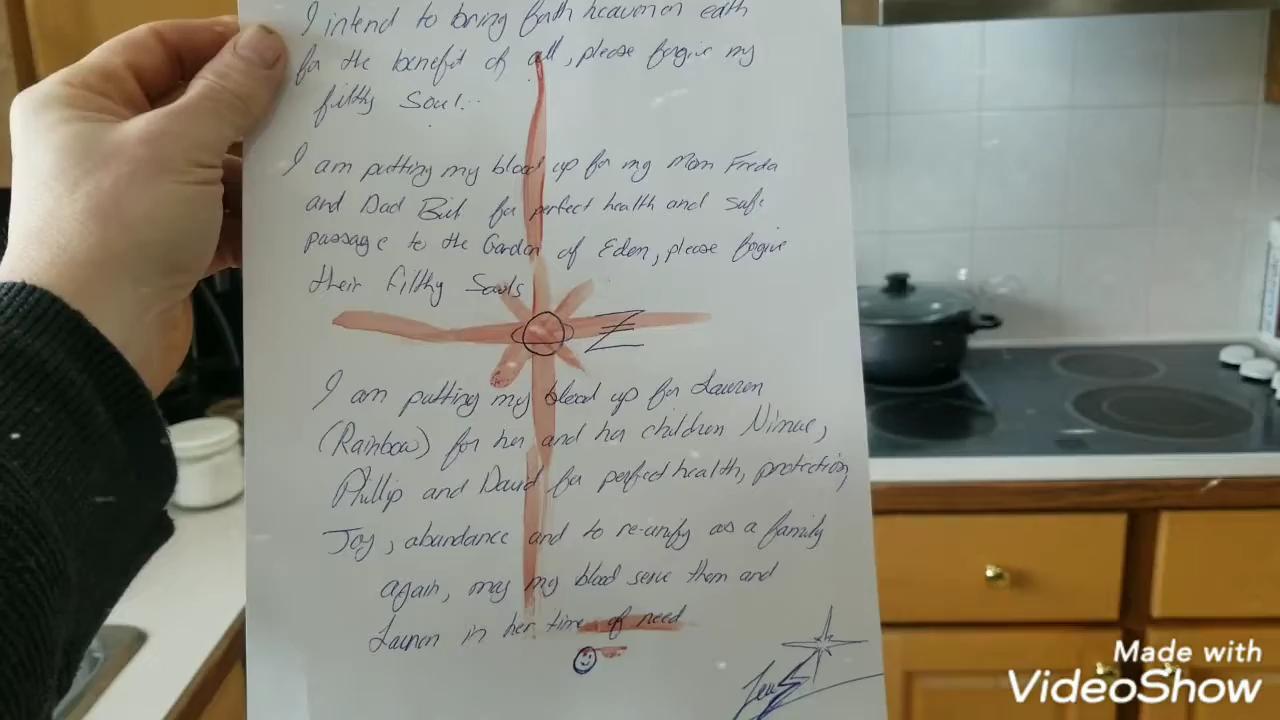 I intend to bring fath heaven on eath
for the benefit of all, please forgive my
filthy Soul...
I am putting my blood up for my Mom Freda
and Dad Bill for perfect health and safe
passage to the Garden of Eden, please forgive
their filthy Souls
Z
I am putting my blood up for Lauren
(Rainbow) for her and her children Nimue,
Phillip and David for perfect health, protection,
Joy, abundance and to re-unify as a family
again, may my blood serve them and
Lauren in her time of need
Made with
VideoShow